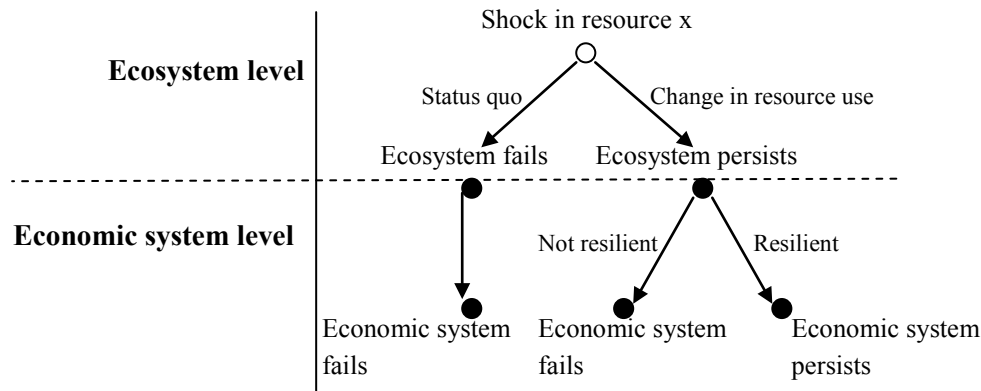 Shock in resource x
Ecosystem level
Status quo
Change in resource use
Ecosystem fails
Ecosystem persists
Economic system level
Not resilient
Resilient
Economic system
fails
Economic system
fails
Economic system
persists